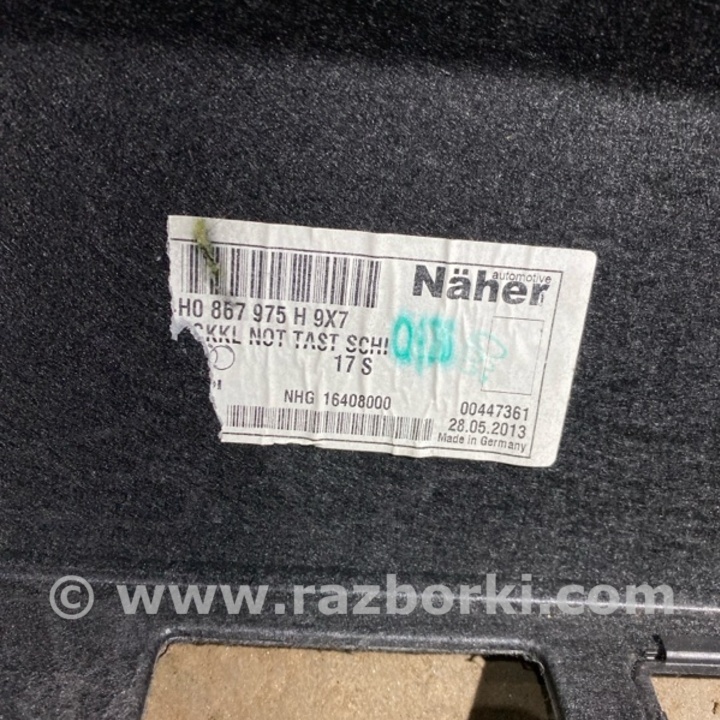 Näher
automotive
H0 867 975 H 9X7
CKKL NOT TAST SCHI
17 S
NHG 16408000
00447361
28.05.2013
Made in Germany
© www.razborki.com